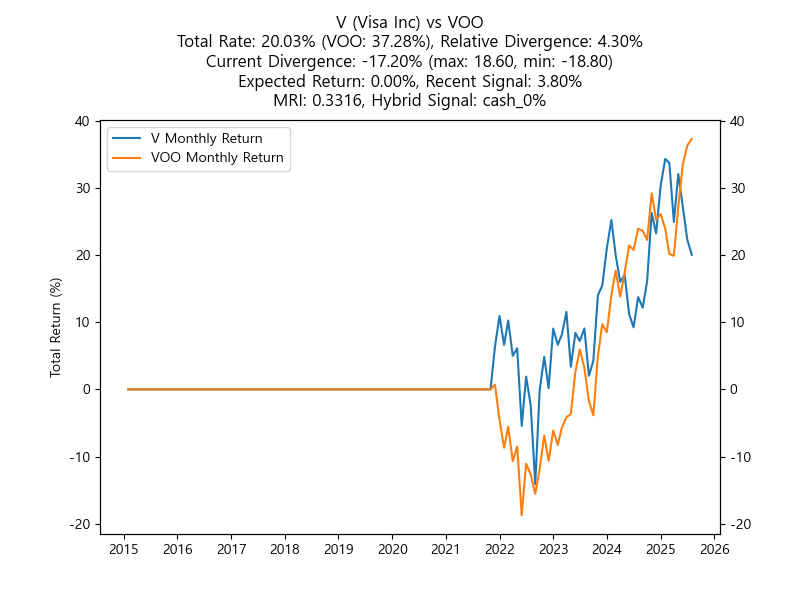 V (Visa Inc) vs VOO
Total Rate: 20.03% (VOO: 37.28%), Relative Divergence: 4.30%
Current Divergence: -17.20% (max: 18.60, min: -18.80)
Expected Return: 0.00%, Recent Signal: 3.80%
MRI: 0.3316, Hybrid Signal: cash_0%
V Monthly Return
VOO Monthly Return
Total Return (%)
40
30
20
10
0
-10
-20
40
30
20
10
0
-10
-20
2015 2016 2017 2018 2019 2020 2021 2022 2023 2024 2025 2026